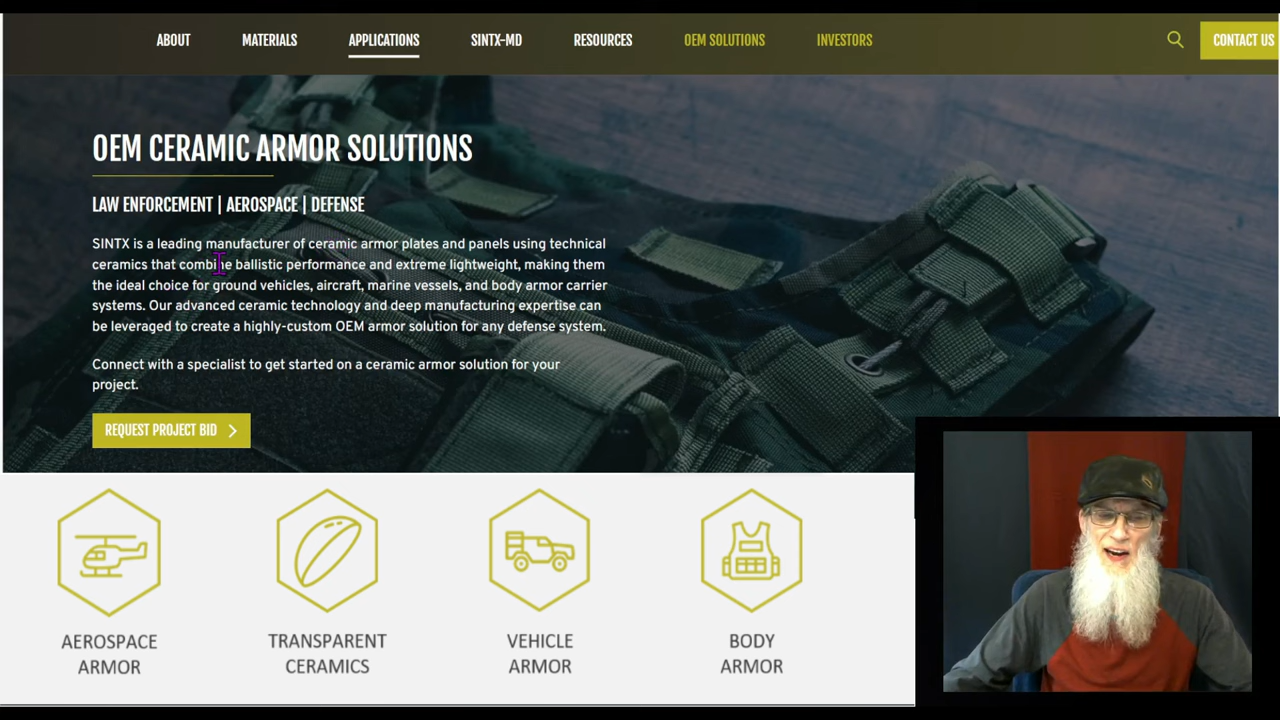 ABOUT MATERIALS APPLICATIONS SINTX-MD RESOURCES OEM SOLUTIONS INVESTORS CONTACT US
OEM CERAMIC ARMOR SOLUTIONS
LAW ENFORCEMENT | AEROSPACE | DEFENSE
SINTX is a leading manufacturer of ceramic armor plates and panels using technical
ceramics that combine ballistic performance and extreme lightweight, making them
the ideal choice for ground vehicles, aircraft, marine vessels, and body armor carrier
systems. Our advanced ceramic technology and deep manufacturing expertise can
be leveraged to create a highly-custom OEM armor solution for any defense system.
Connect with a specialist to get started on a ceramic armor solution for your
project.
REQUEST PROJECT BID
AEROSPACE
ARMOR
TRANSPARENT
CERAMICS
VEHICLE
ARMOR
BODY
ARMOR